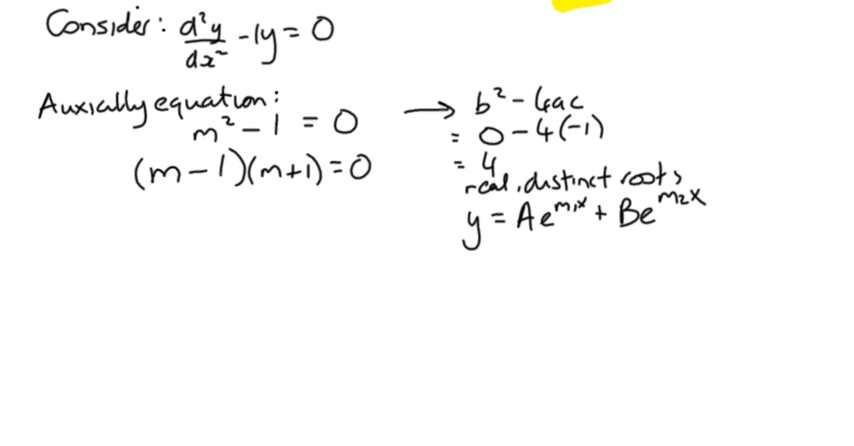 Consider: d²y/dx² - 1y = 0
Auxially equation:
m² - 1 = 0
(m - 1)(m + 1) = 0
→ b² - 4ac
= 0 - 4(-1)
= 4
real, distinct roots
y = Ae^{m₁x} + Be^{m₂x}